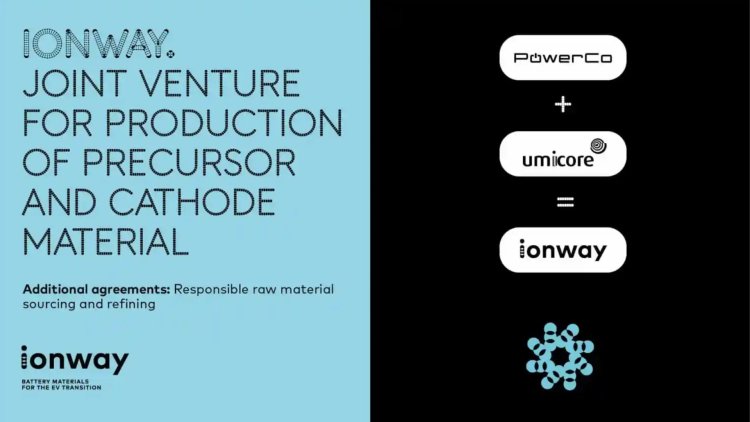 IONWAY.
JOINT VENTURE
FOR PRODUCTION
OF PRECURSOR
AND CATHODE
MATERIAL
Additional agreements: Responsible raw material
sourcing and refining
ionway
BATTERY MATERIALS
FOR THE EV TRANSITION
PowerCo
+
umicore
=
ionway